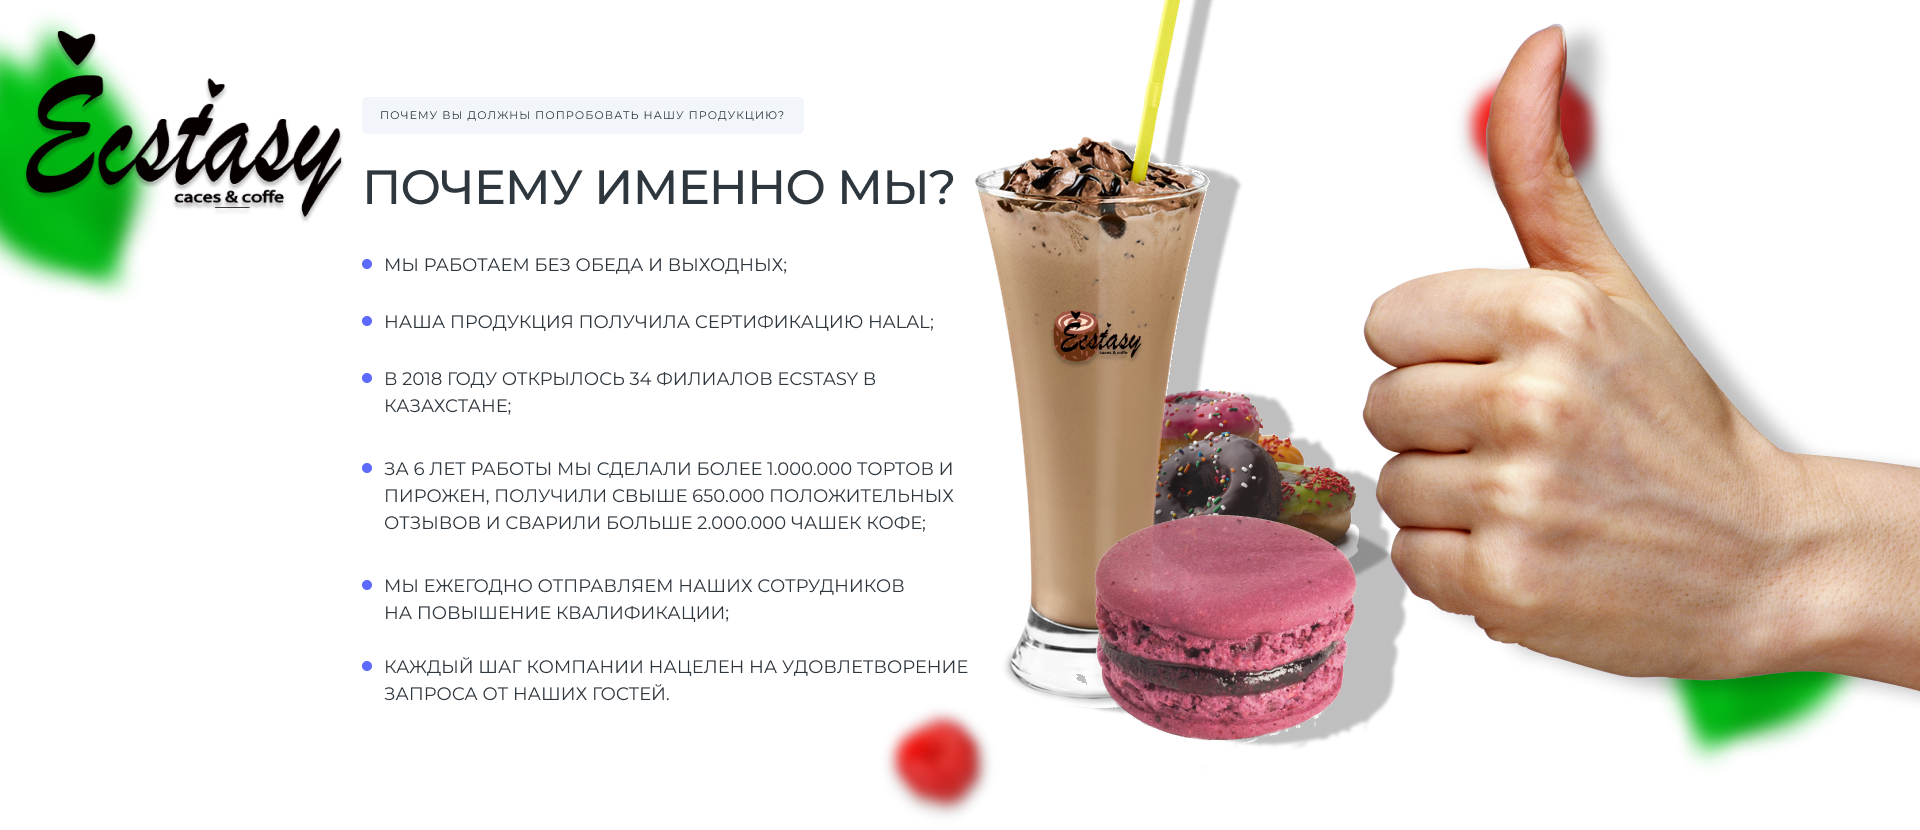 Ecstasy
caces & coffe
ПОЧЕМУ ВЫ ДОЛЖНЫ ПОПРОБОВАТЬ НАШУ ПРОДУКЦИЮ?
ПОЧЕМУ ИМЕННО МЫ?
МЫ РАБОТАЕМ БЕЗ ОБЕДА И ВЫХОДНЫХ;
НАША ПРОДУКЦИЯ ПОЛУЧИЛА СЕРТИФИКАЦИЮ HALAL;
В 2018 ГОДУ ОТКРЫЛОСЬ 34 ФИЛИАЛОВ ECSTASY В
КАЗАХСТАНЕ;
ЗА 6 ЛЕТ РАБОТЫ МЫ СДЕЛАЛИ БОЛЕЕ 1.000.000 ТОРТОВ И
ПИРОЖЕН, ПОЛУЧИЛИ СВЫШЕ 650.000 ПОЛОЖИТЕЛЬНЫХ
ОТЗЫВОВ И СВАРИЛИ БОЛЬШЕ 2.000.000 ЧАШЕК КОФЕ;
МЫ ЕЖЕГОДНО ОТПРАВЛЯЕМ НАШИХ СОТРУДНИКОВ
НА ПОВЫШЕНИЕ КВАЛИФИКАЦИИ;
КАЖДЫЙ ШАГ КОМПАНИИ НАЦЕЛЕН НА УДОВЛЕТВОРЕНИЕ
ЗАПРОСА ОТ НАШИХ ГОСТЕЙ.
Ecstasy
caces & coffe